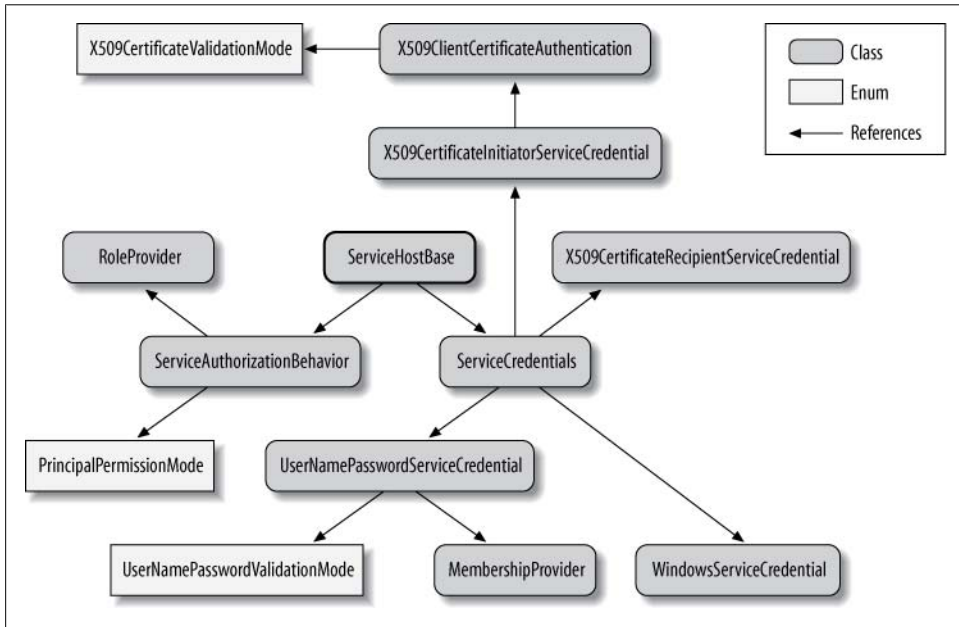 X509CertificateValidationMode
X509ClientCertificateAuthentication
Class
Enum
References
X509CertificateInitiatorServiceCredential
RoleProvider
ServiceHostBase
X509CertificateRecipientServiceCredential
ServiceAuthorizationBehavior
ServiceCredentials
PrincipalPermissionMode
UserNamePasswordServiceCredential
UserNamePasswordValidationMode
MembershipProvider
WindowsServiceCredential